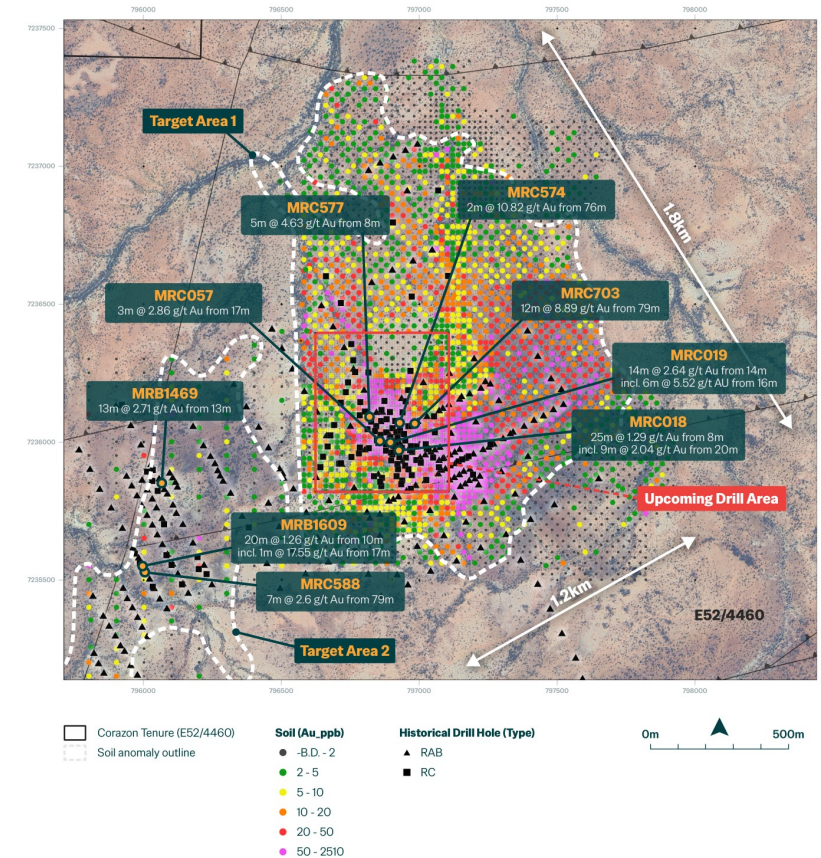 796000 796500 797000 797500 798000
7237500
Target Area 1
7237000
MRC577
5m @ 4.63 g/t Au from 8m
MRC574
2m @ 10.82 g/t Au from 76m
1.8km
7236500
MRC057
3m @ 2.86 g/t Au from 17m
MRC703
12m @ 8.89 g/t Au from 79m
MRC019
14m @ 2.64 g/t Au from 14m
incl. 6m @ 5.52 g/t AU from 16m
MRB1469
13m @ 2.71 g/t Au from 13m
7236000
MRC018
25m @ 1.29 g/t Au from 8m
incl. 9m @ 2.04 g/t Au from 20m
Upcoming Drill Area
MRB1609
20m @ 1.26 g/t Au from 10m
incl. 1m @ 17.55 g/t Au from 17m
7235500
MRC588
7m @ 2.6 g/t Au from 79m
1.2km
E52/4460
Target Area 2
796000 796500 797000 797500 798000
Corazon Tenure (E52/4460)
Soil anomaly outline
Soil (Au_ppb)
-B.D. - 2
2 - 5
5 - 10
10 - 20
20 - 50
50 - 2510
Historical Drill Hole (Type)
RAB
RC
0m 500m